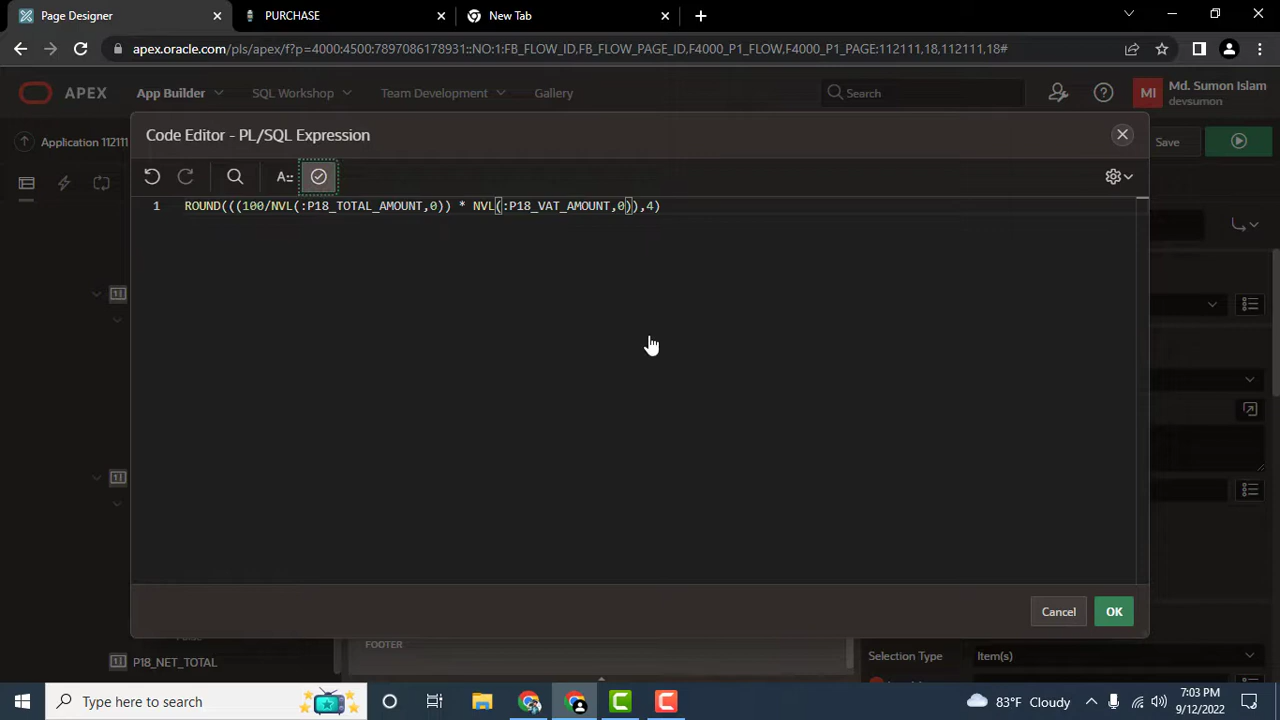 Page Designer
PURCHASE
New Tab
apex.oracle.com/pls/apex/f?p=4000:4500:7897086178931::NO:1:FB_FLOW_ID,FB_FLOW_PAGE_ID,F4000_P1_FLOW,F4000_P1_PAGE:112111,18,112111,18#
APEX
App Builder
SQL Workshop
Team Development
Gallery
Search
MI
Md. Sumon Islam
devsumon
Application 112111
Save
Code Editor - PL/SQL Expression
1 ROUND(((100/NVL(:P18_TOTAL_AMOUNT,0)) * NVL(:P18_VAT_AMOUNT,0)),4)
Cancel
OK
FOOTER
P18_NET_TOTAL
Selection Type
Item(s)
Type here to search
83°F Cloudy
7:03 PM
9/12/2022